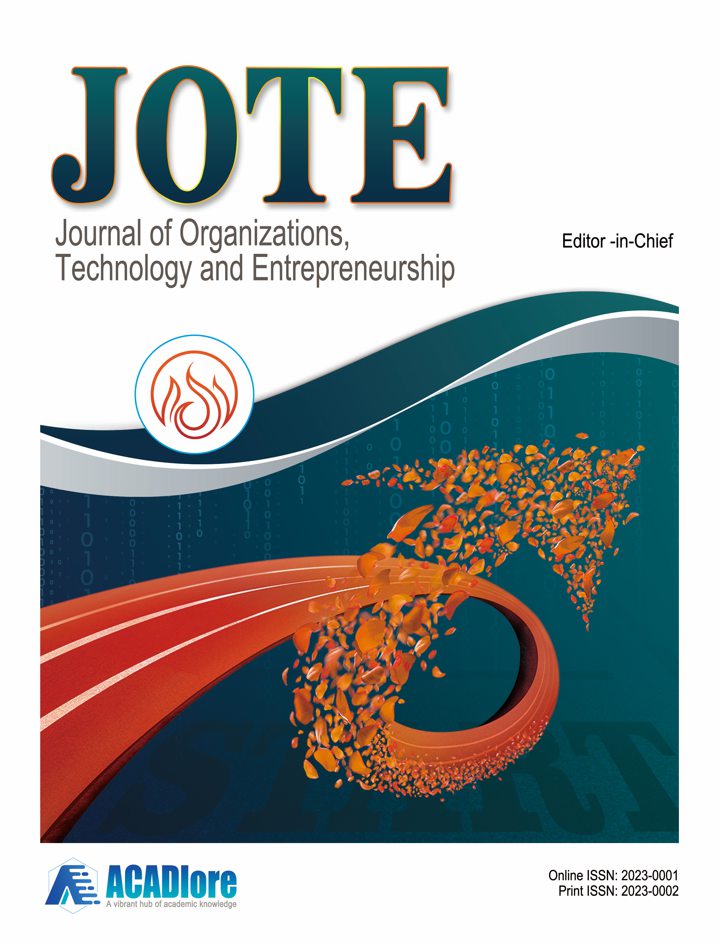 JOTE
Journal of Organizations,
Technology and Entrepreneurship
Editor -in-Chief
START
ACADlore
A vibrant hub of academic knowledge
Online ISSN: 2023-0001
Print ISSN: 2023-0002